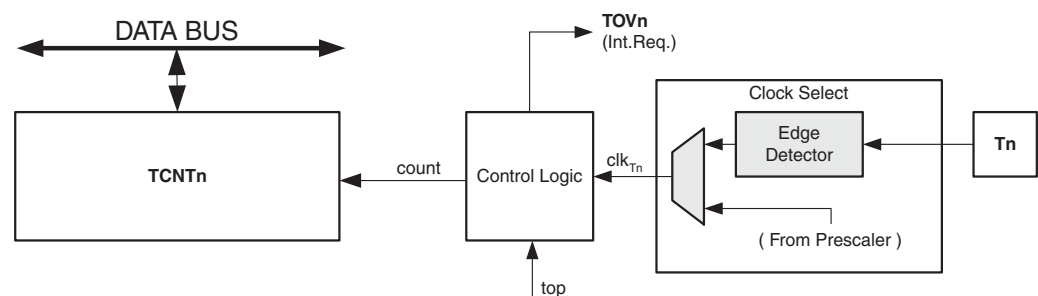 DATA BUS
TOVn
(Int.Req.)
Clock Select
Edge
Detector
Tn
TCNTn
count
Control Logic
clkTn
( From Prescaler )
top